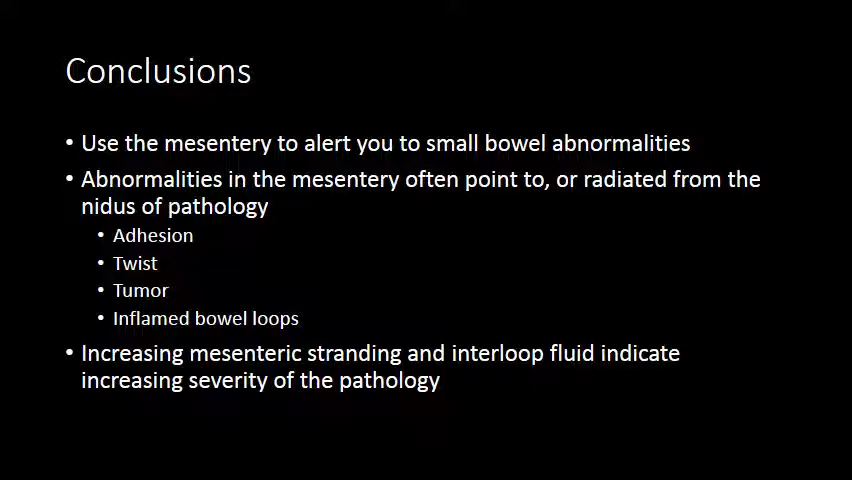 Conclusions
• Use the mesentery to alert you to small bowel abnormalities
• Abnormalities in the mesentery often point to, or radiated from the
nidus of pathology
• Adhesion
• Twist
• Tumor
• Inflamed bowel loops
• Increasing mesenteric stranding and interloop fluid indicate
increasing severity of the pathology